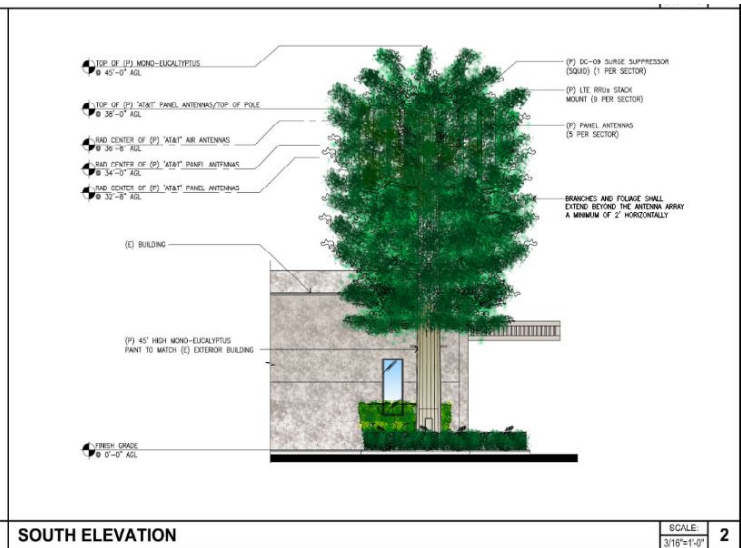 TOP OF (P) MONO-EUCALYPTUS
@ 45'-0" AGL
TOP OF (P) "AT&T" PANEL ANTENNAS/TOP OF POLE
@ 38'-0" AGL
RAD CENTER OF (P) "AT&T" AIR ANTENNAS
@ 36'-8" AGL
RAD CENTER OF (P) "AT&T" PANEL ANTENNAS
@ 34'-0" AGL
RAD CENTER OF (P) "AT&T" PANEL ANTENNAS
@ 32'-8" AGL
(E) BUILDING
(P) 45' HIGH MONO-EUCALYPTUS
PAINT TO MATCH (E) EXTERIOR BUILDING
FINISH GRADE
@ 0'-0" AGL
(P) DC-09 SURGE SUPPRESSOR
(SQUID) (1 PER SECTOR)
(P) LTE RRUs STACK
MOUNT (9 PER SECTOR)
(P) PANEL ANTENNAS
(5 PER SECTOR)
BRANCHES AND FOLIAGE SHALL
EXTEND BEYOND THE ANTENNA ARRAY
A MINIMUM OF 2' HORIZONTALLY
SOUTH ELEVATION
SCALE:
3/16"=1'-0"
2